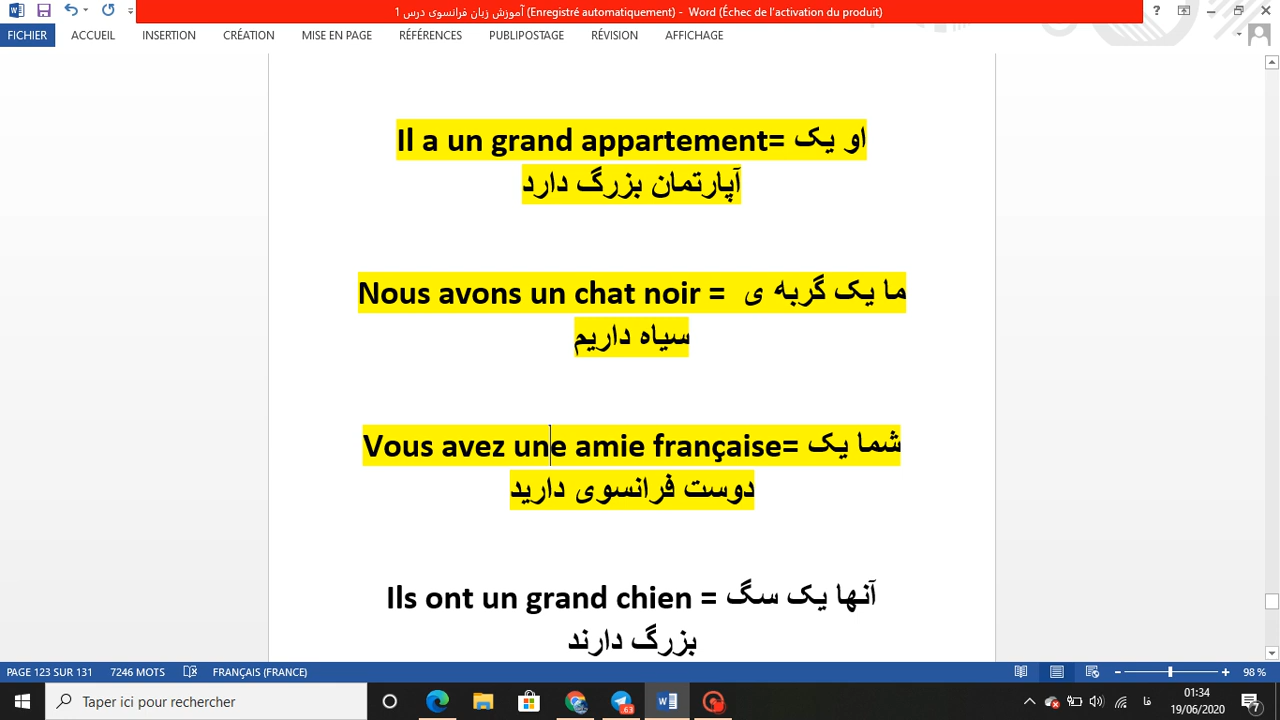 آموزش زبان فرانسوی درس 1 (Enregistré automatiquement) - Word (Échec de l'activation du produit)
?
FICHIER ACCUEIL INSERTION CRÉATION MISE EN PAGE RÉFÉRENCES PUBLIPOSTAGE RÉVISION AFFICHAGE
Il a un grand appartement= او یک
آپارتمان بزرگ دارد
Nous avons un chat noir = ما یک گربه ی
سیاه داریم
Vous avez une amie française= شما یک
دوست فرانسوی دارید
Ils ont un grand chien = آنها یک سگ
بزرگ دارند
PAGE 123 SUR 131 7246 MOTS FRANÇAIS (FRANCE) 98 %
Taper ici pour rechercher
63
فا
01:34
19/06/2020
7